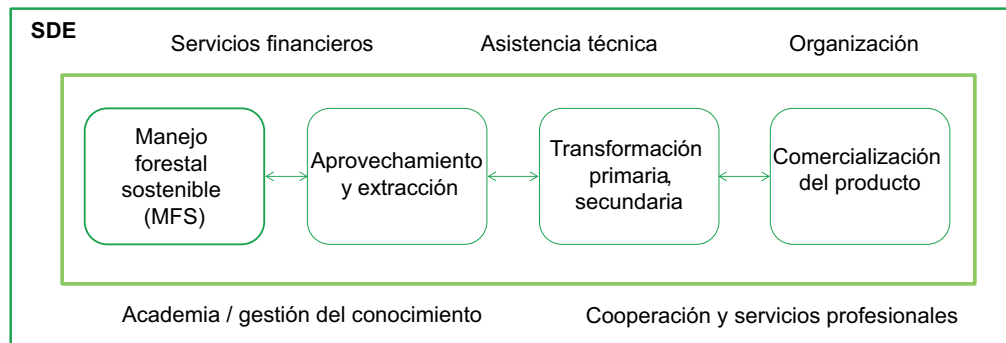 SDE
Servicios financieros
Asistencia técnica
Organización
Manejo
forestal
sostenible
(MFS)
Aprovechamiento
y extracción
Transformación
primaria,
secundaria
Comercialización
del producto
Academia / gestión del conocimiento
Cooperación y servicios profesionales